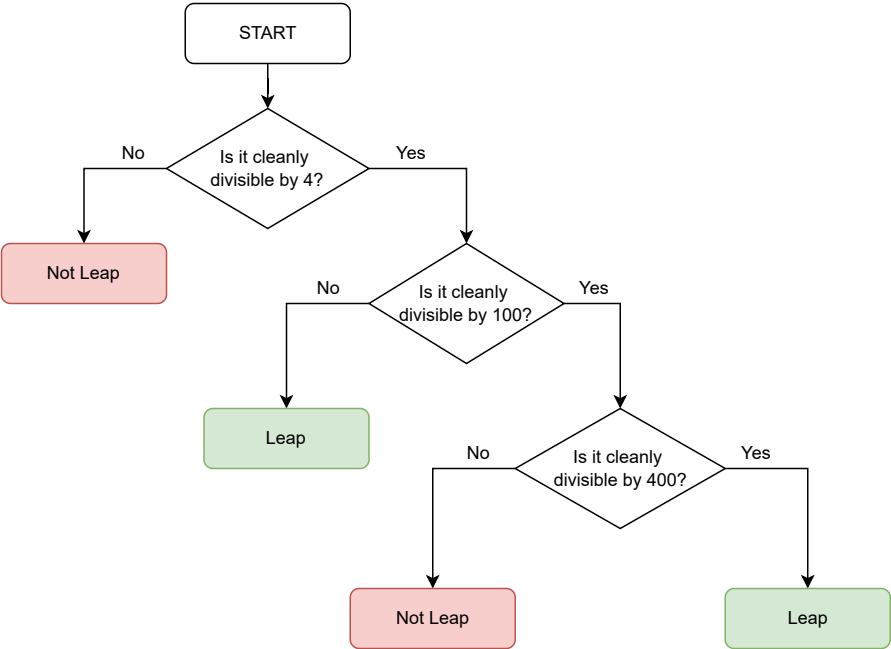 START
No
Yes
Is it cleanly
divisible by 4?
Not Leap
No
Yes
Is it cleanly
divisible by 100?
Leap
No
Yes
Is it cleanly
divisible by 400?
Not Leap
Leap